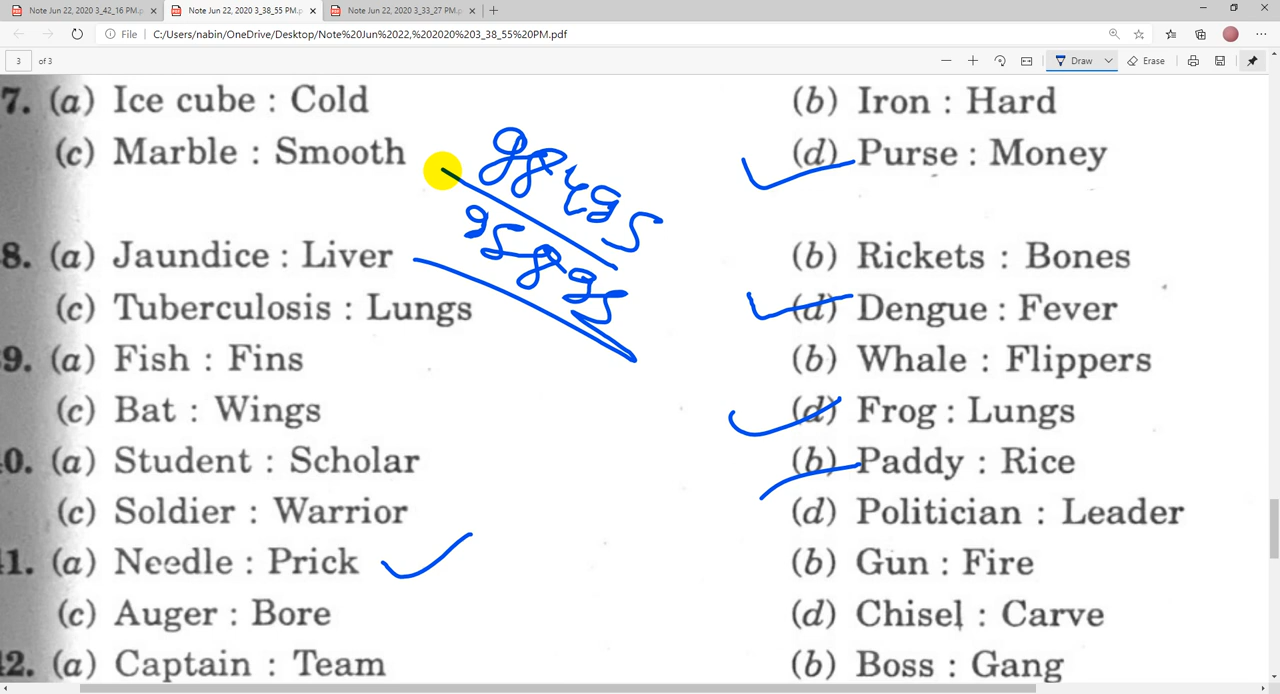 Note Jun 22, 2020 3_42_16 PM.p Note Jun 22, 2020 3_38_55 PM.p Note Jun 22, 2020 3_33_27 PM.p
File C:/Users/nabin/OneDrive/Desktop/Note%20Jun%2022,%202020%203_38_55%20PM.pdf
3 of 3 Draw Erase
7. (a) Ice cube : Cold (b) Iron : Hard
(c) Marble : Smooth (d) Purse : Money
8. (a) Jaundice : Liver (b) Rickets : Bones
(c) Tuberculosis : Lungs (d) Dengue : Fever
9. (a) Fish : Fins (b) Whale : Flippers
(c) Bat : Wings (d) Frog : Lungs
0. (a) Student : Scholar (b) Paddy : Rice
(c) Soldier : Warrior (d) Politician : Leader
1. (a) Needle : Prick (b) Gun : Fire
(c) Auger : Bore (d) Chisel : Carve
2. (a) Captain : Team (b) Boss : Gang
95895